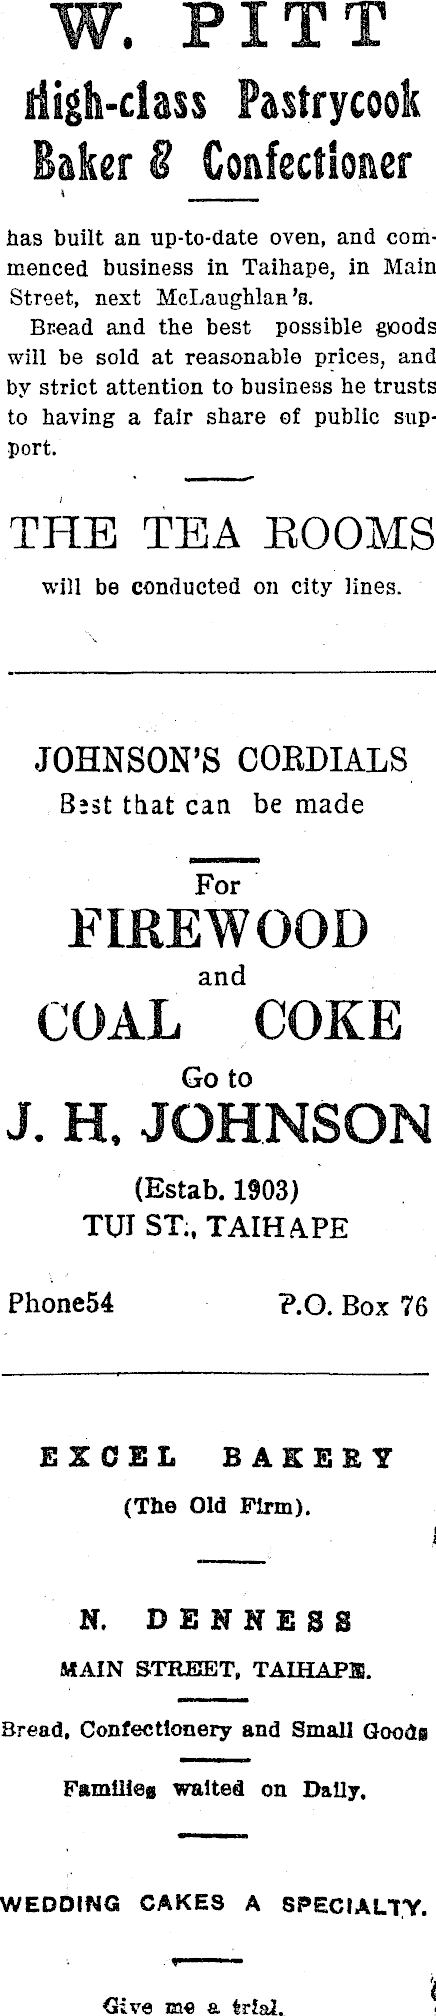 W. PITT
High-class Pastrycook
Baker & Confectioner
has built an up-to-date oven, and com-
menced business in Taihape, in Main
Street, next McLaughlan's.
Bread and the best possible goods
will be sold at reasonable prices, and
by strict attention to business he trusts
to having a fair share of public sup-
port.
THE TEA ROOMS
will be conducted on city lines.
JOHNSON'S CORDIALS
Best that can be made
For
FIREWOOD
and
COAL COKE
Go to
J. H, JOHNSON
(Estab. 1903)
TUI ST., TAIHAPE
Phone54 P.O. Box 76
EXCEL BAKERY
(The Old Firm).
N. DENNESS
MAIN STREET, TAIHAPE.
Bread, Confectionery and Small Goods
Families waited on Daily.
WEDDING CAKES A SPECIALTY.
Give me a trial.